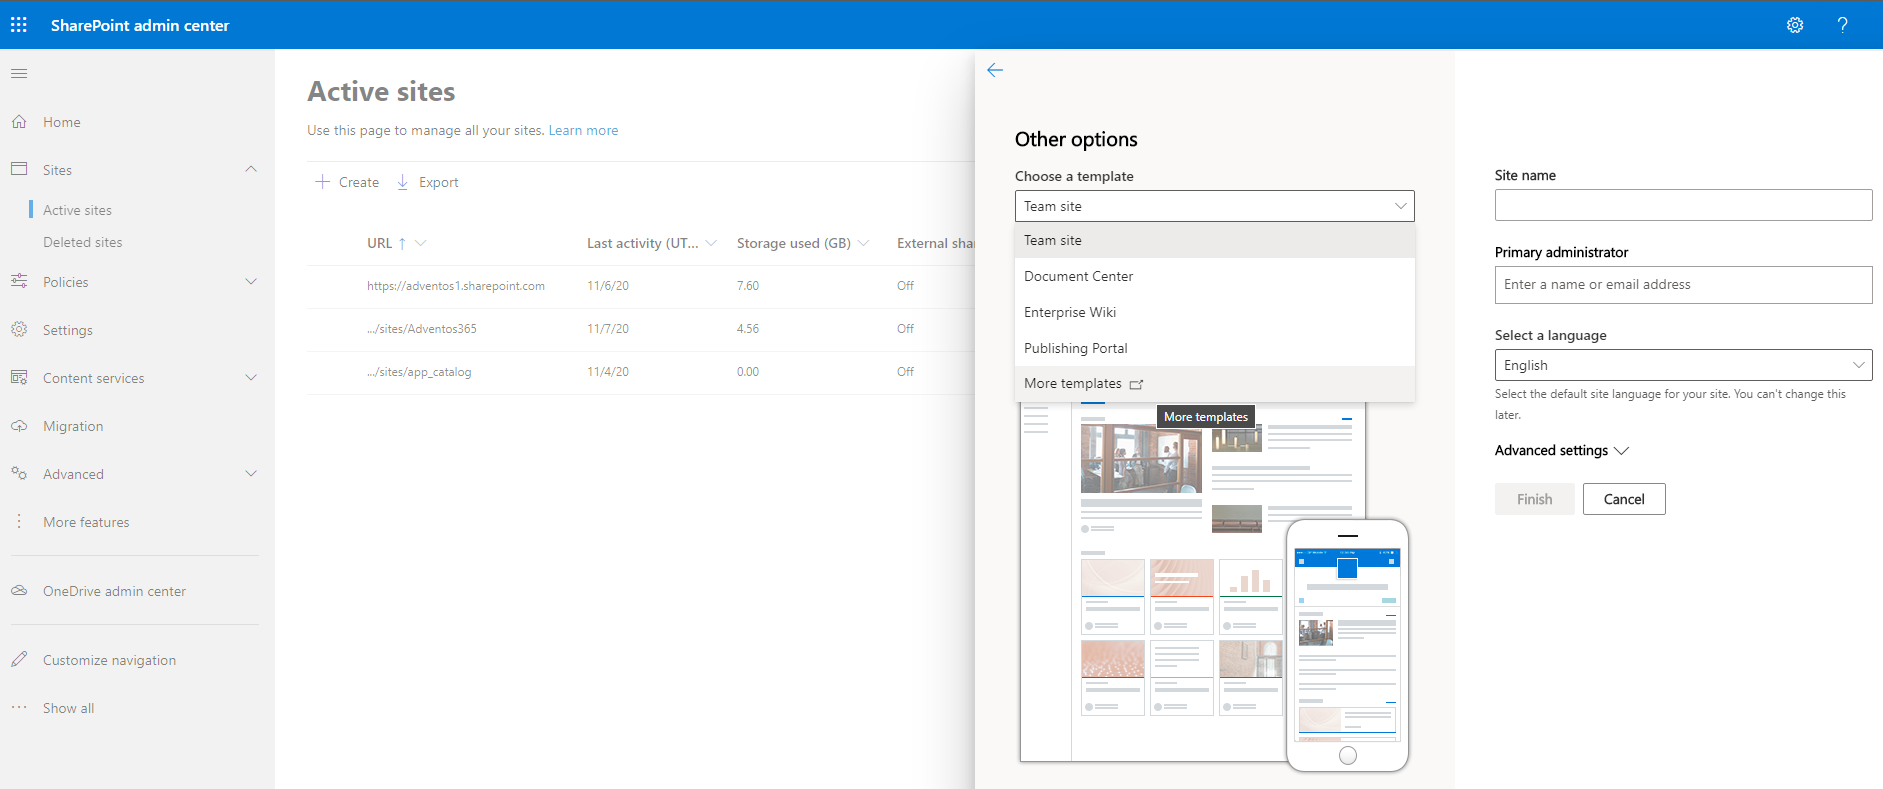 SharePoint admin center
Home
Sites
Active sites
Deleted sites
Policies
Settings
Content services
Migration
Advanced
More features
OneDrive admin center
Customize navigation
Show all
Active sites
Use this page to manage all your sites. Learn more
Create Export
URL Last activity (UT... Storage used (GB) External sha
https://adventos1.sharepoint.com 11/6/20 7.60 Off
.../sites/Adventos365 11/7/20 4.56 Off
.../sites/app_catalog 11/4/20 0.00 Off
Other options
Choose a template
Team site
Team site
Document Center
Enterprise Wiki
Publishing Portal
More templates
More templates
Site name
Primary administrator
Enter a name or email address
Select a language
English
Select the default site language for your site. You can't change this
later.
Advanced settings
Finish Cancel